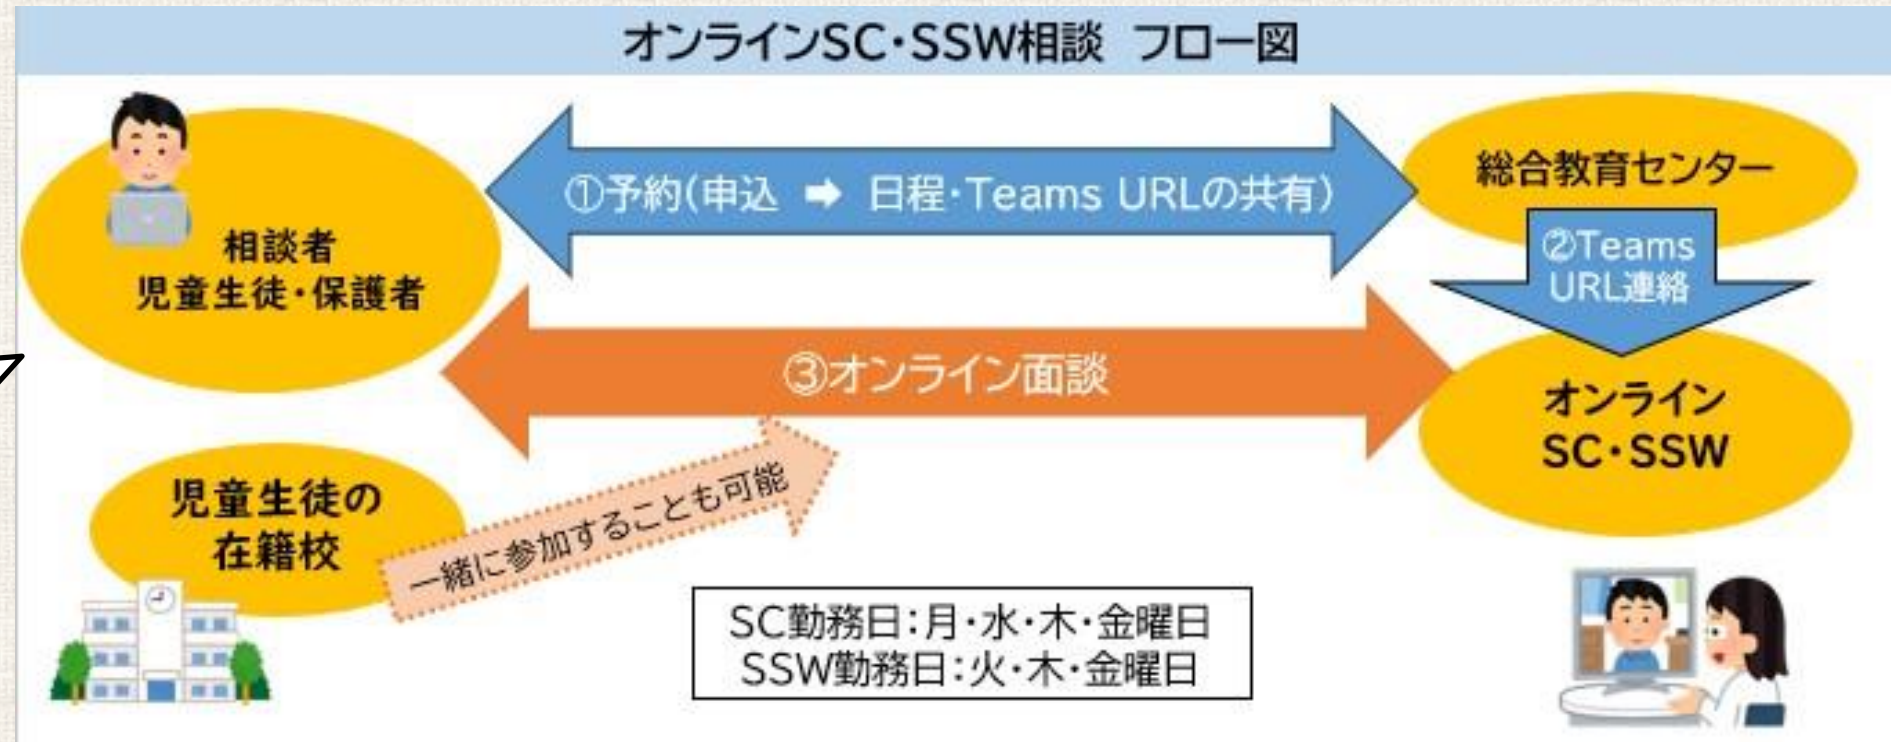 オンラインSC・SSW相談 フロー図
①予約(申込 ➡ 日程・Teams URLの共有)
総合教育センター
相談者
児童生徒・保護者
②Teams
URL連絡
③オンライン面談
オンライン
SC・SSW
児童生徒の
在籍校
一緒に参加することも可能
SC勤務日：月・水・木・金曜日
SSW勤務日：火・木・金曜日